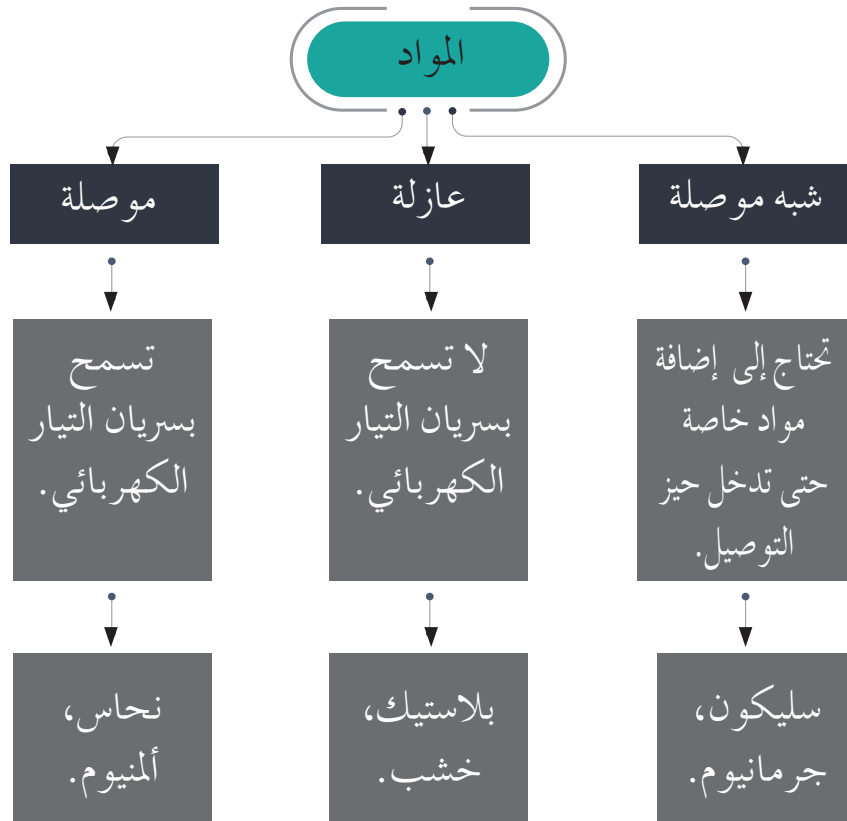 المواد
شبه موصلة
عازلة
موصلة
تحتاج إلى إضافة
مواد خاصة
حتى تدخل حيز
التوصيل.
لا تسمح
بسريان التيار
الكهربائي.
تسمح
بسريان التيار
الكهربائي.
سليكون،
جرمانيوم.
بلاستيك،
خشب.
نحاس،
ألمنيوم.